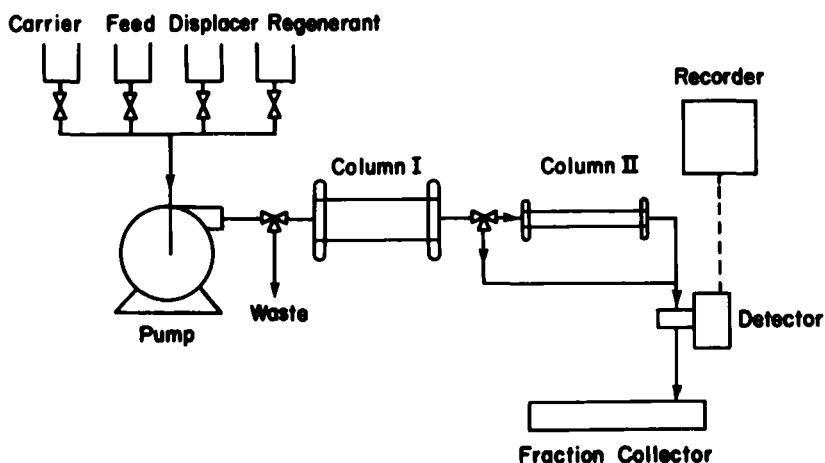 Carrier Feed Displacer Regenerant
Recorder
Column I
Column II
Waste
Pump
Detector
Fraction Collector